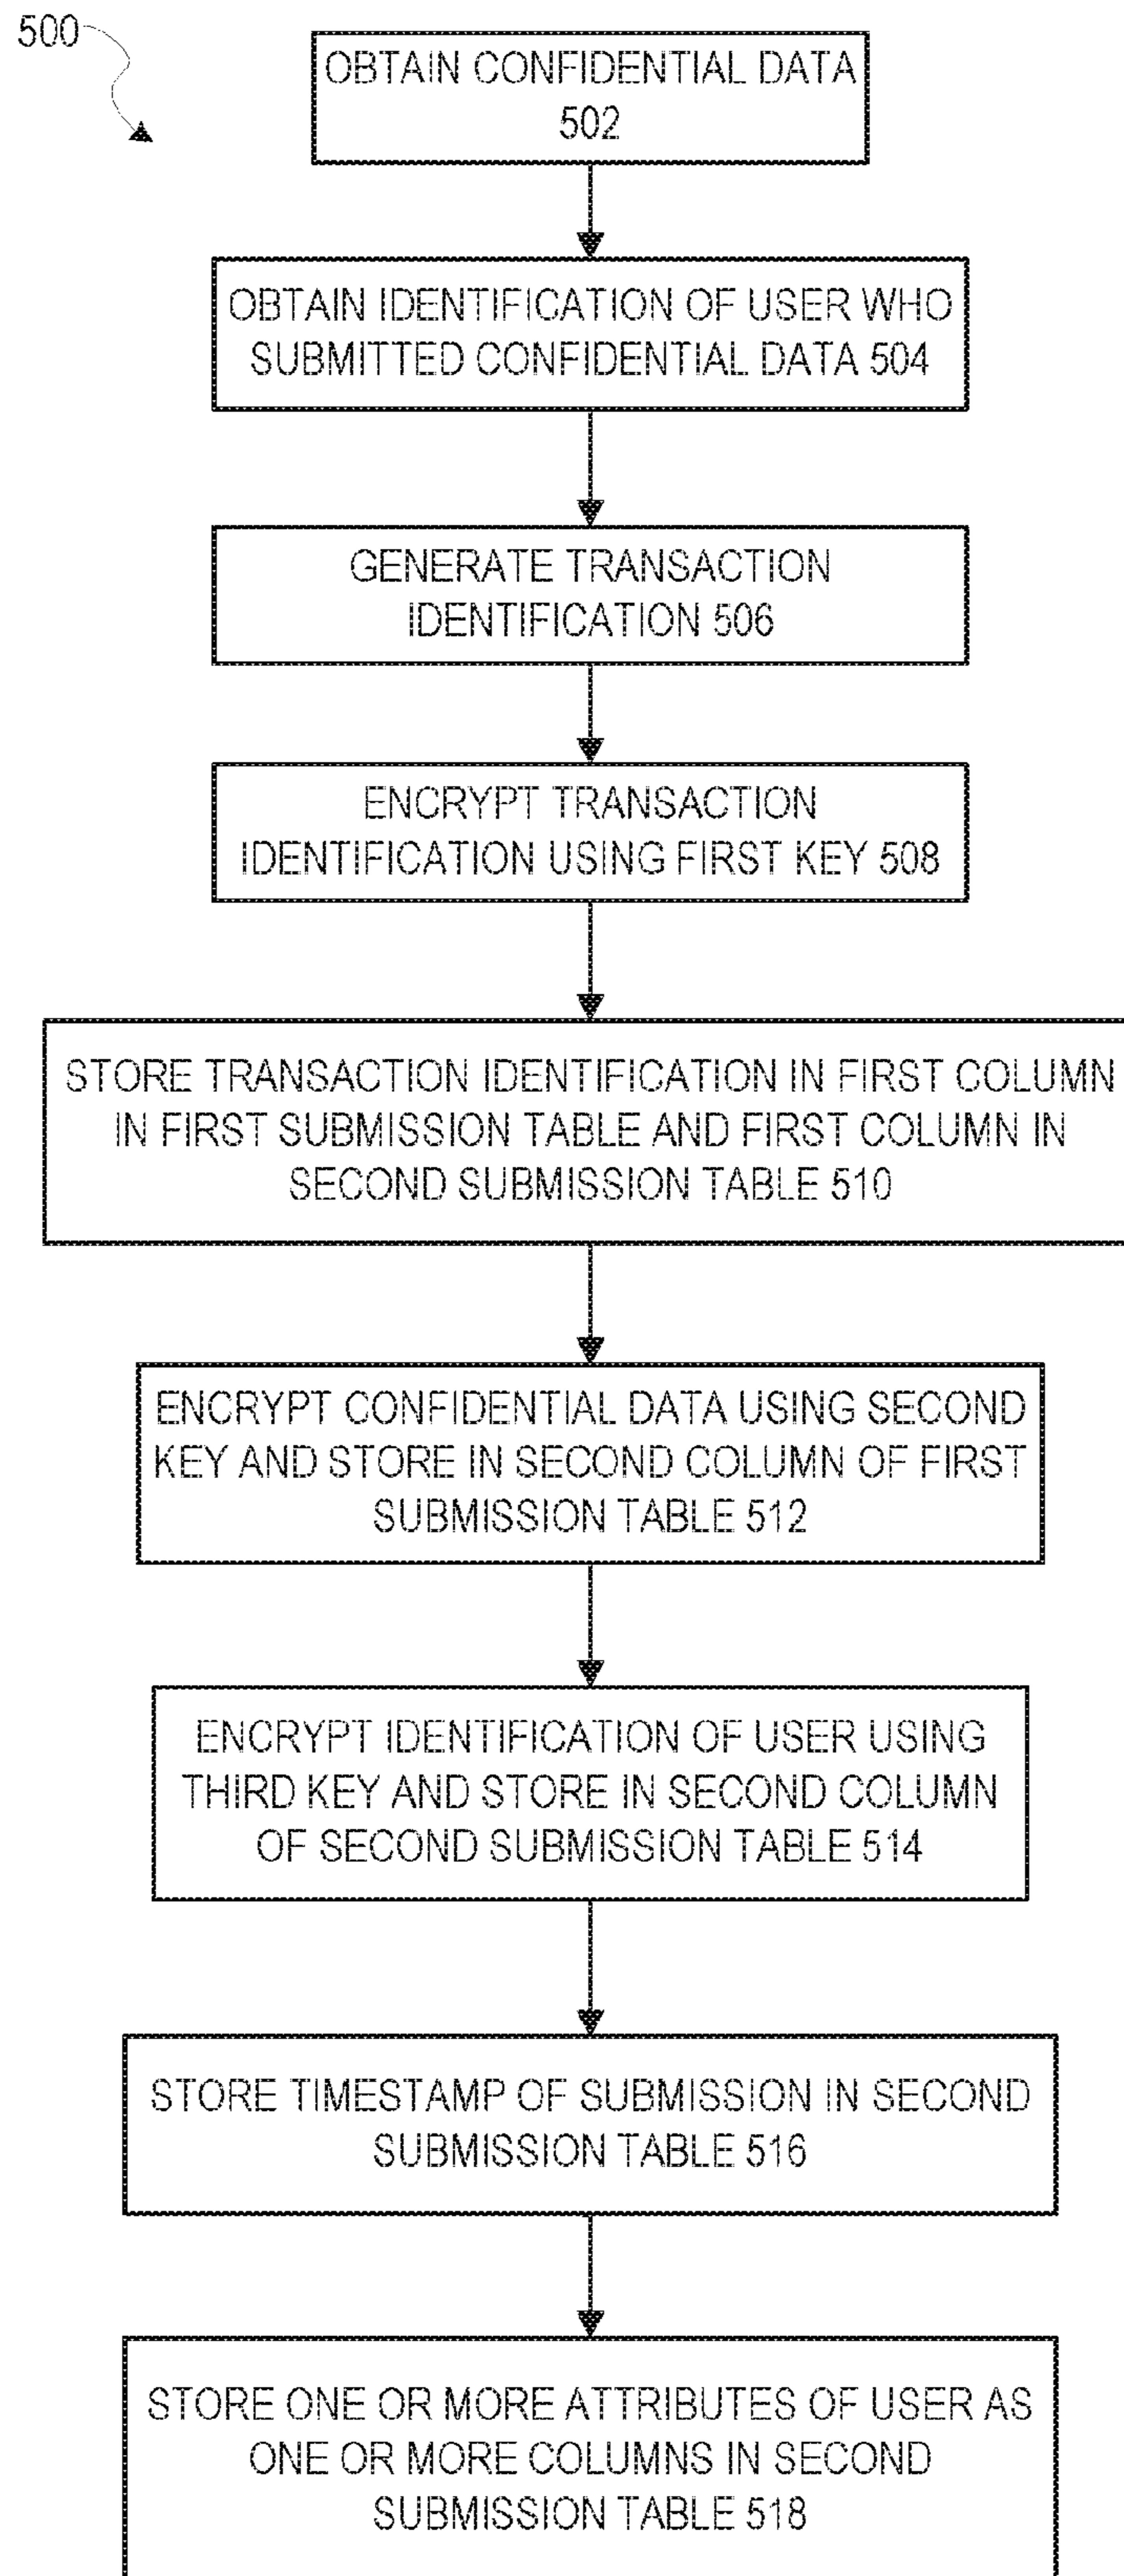 500
OBTAIN CONFIDENTIAL DATA
502
OBTAIN IDENTIFICATION OF USER WHO
SUBMITTED CONFIDENTIAL DATA 504
GENERATE TRANSACTION
IDENTIFICATION 506
ENCRYPT TRANSACTION
IDENTIFICATION USING FIRST KEY 508
STORE TRANSACTION IDENTIFICATION IN FIRST COLUMN
IN FIRST SUBMISSION TABLE AND FIRST COLUMN IN
SECOND SUBMISSION TABLE 510
ENCRYPT CONFIDENTIAL DATA USING SECOND
KEY AND STORE IN SECOND COLUMN OF FIRST
SUBMISSION TABLE 512
ENCRYPT IDENTIFICATION OF USER USING
THIRD KEY AND STORE IN SECOND COLUMN
OF SECOND SUBMISSION TABLE 514
STORE TIMESTAMP OF SUBMISSION IN SECOND
SUBMISSION TABLE 516
STORE ONE OR MORE ATTRIBUTES OF USER AS
ONE OR MORE COLUMNS IN SECOND
SUBMISSION TABLE 518